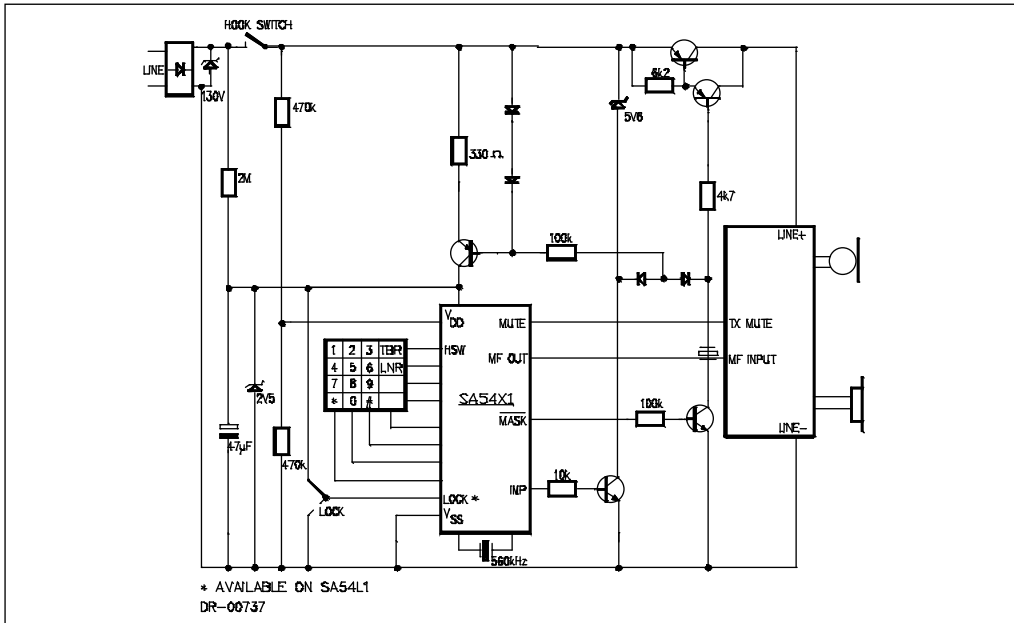 HOOK SWITCH
LINE
130V
470k
2M
330 Ω
6k2
5V6
4k7
100k
LINE+
VDD
MUTE
TX MUTE
HSW
MF OUT
MF INPUT
1 2 3 TBR
4 5 6 LNR
7 8 9
* 0 #
SA54X1
2V5
MASK
100k
LINE-
47µF
470k
10k
IMP
LOCK *
LOCK
VSS
560kHz
* AVAILABLE ON SA54L1
DR-00737